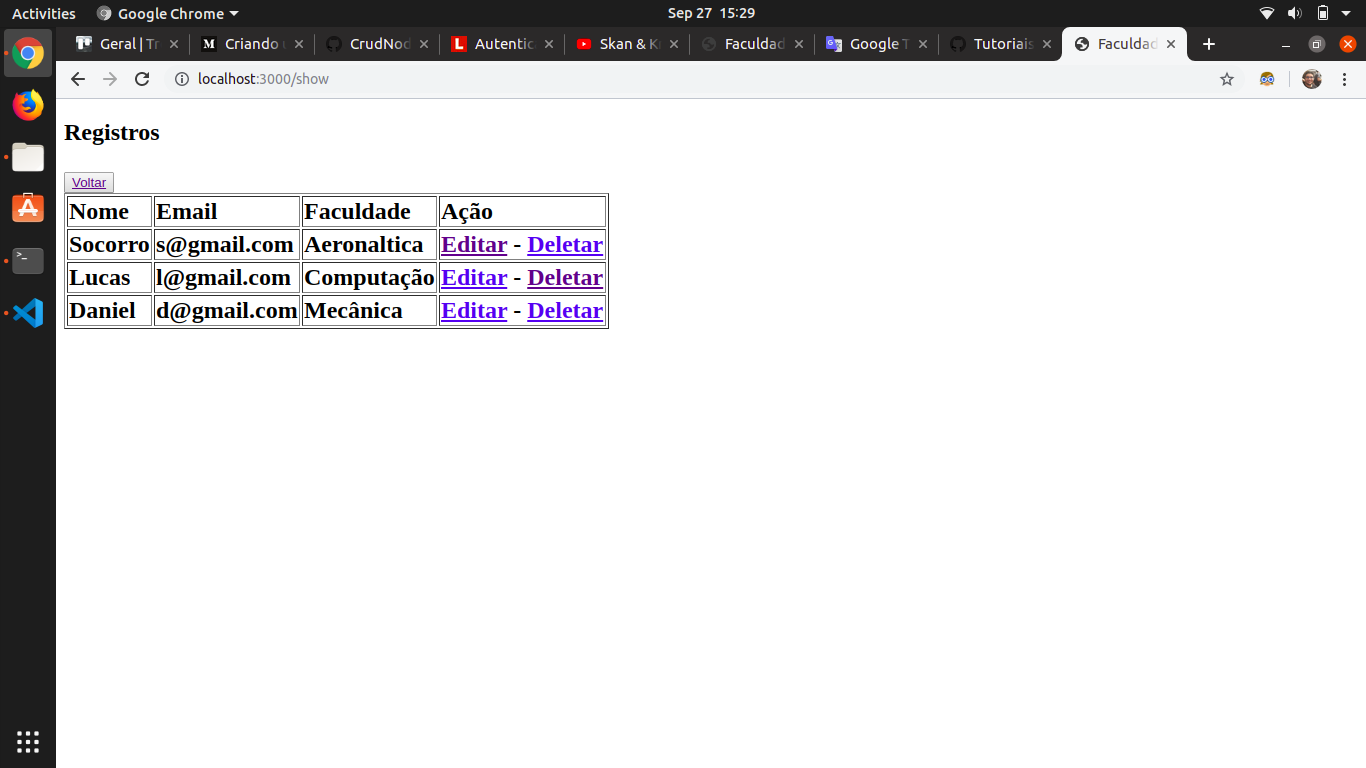 Activities Google Chrome Sep 27 15:29
Geral | Tr Criando CrudNod Autentic Skan & K Faculdad Google T Tutoriais Faculdad
localhost:3000/show
Registros
Voltar
Nome Email Faculdade Ação
Socorro s@gmail.com Aeronaltica Editar - Deletar
Lucas l@gmail.com Computação Editar - Deletar
Daniel d@gmail.com Mecânica Editar - Deletar